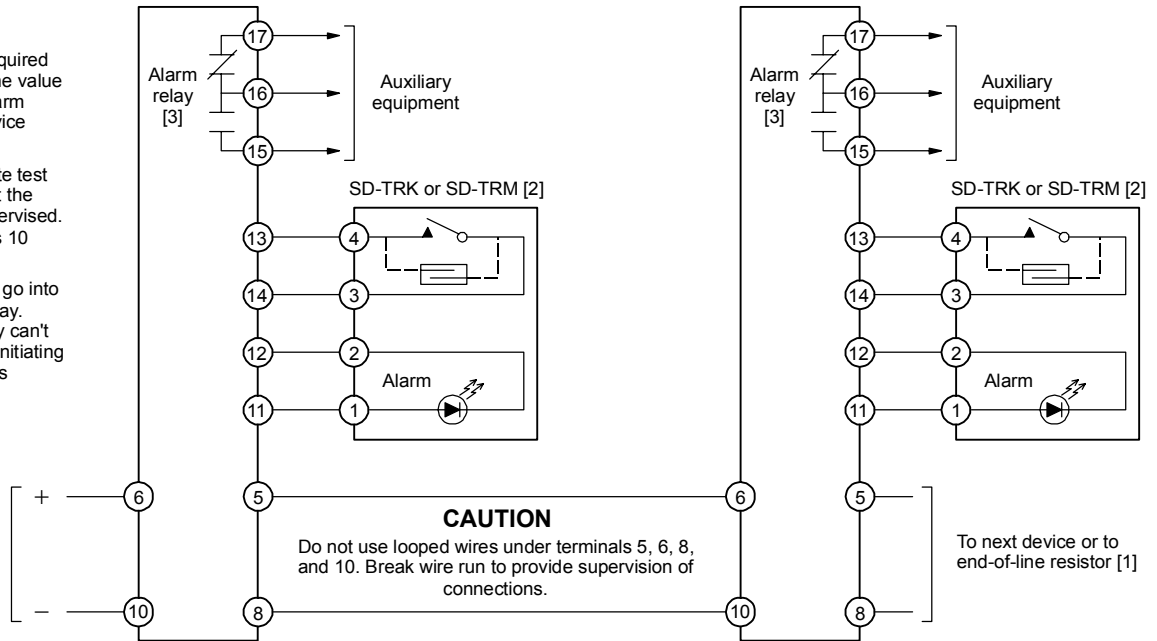 quired
ne value
arm
vice
te test
t the
pervised.
s 10
go into
ay.
y can't
initiating
s
17
Alarm
relay
[3]
16
15
Auxiliary
equipment
SD-TRK or SD-TRM [2]
13
4
14
3
12
2
Alarm
11
1
17
Alarm
relay
[3]
16
15
Auxiliary
equipment
SD-TRK or SD-TRM [2]
13
4
14
3
12
2
Alarm
11
1
+
6
5
CAUTION
Do not use looped wires under terminals 5, 6, 8,
and 10. Break wire run to provide supervision of
connections.
6
5
To next device or to
end-of-line resistor [1]
−
10
8
10
8